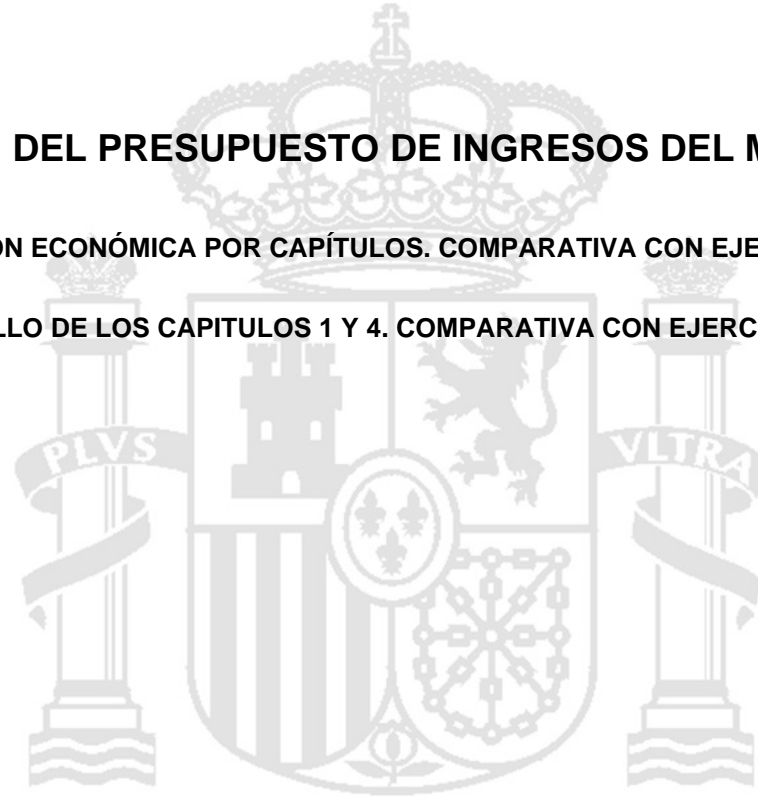 DEL PRESUPUESTO DE INGRESOS DEL M
ÓN ECONÓMICA POR CAPÍTULOS. COMPARATIVA CON EJE
LLO DE LOS CAPITULOS 1 Y 4. COMPARATIVA CON EJERC
PLVS VLTRA